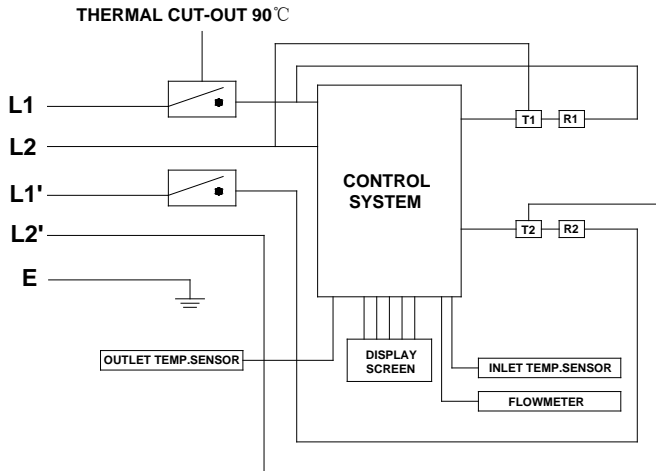 THERMAL CUT-OUT 90℃
L1
T1
R1
L2
CONTROL
SYSTEM
L1'
L2'
T2
R2
E
OUTLET TEMP.SENSOR
DISPLAY
SCREEN
INLET TEMP.SENSOR
FLOWMETER